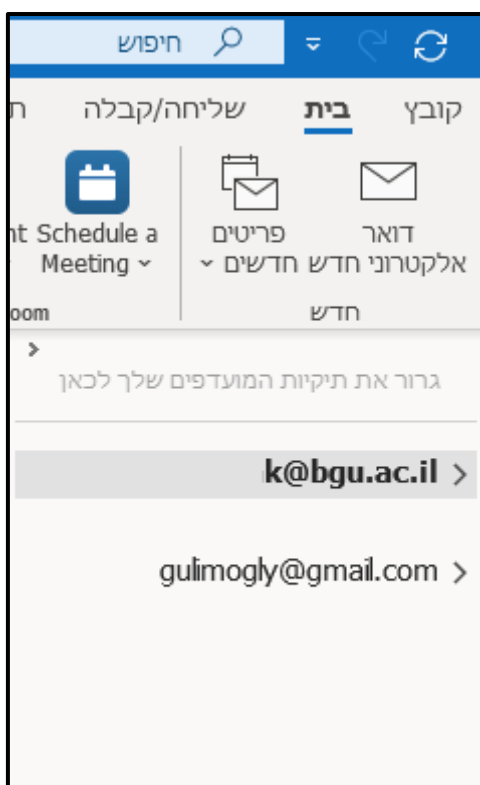 חיפוש
קובץ בית שליחה/קבלה
דואר אלקטרוני חדש
פריטים חדשים
Schedule a Meeting
חדש
גרור את תיקיות המועדפים שלך לכאן
k@bgu.ac.il
gulimogly@gmail.com